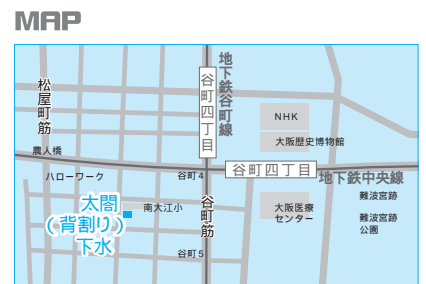 MAP
地下鉄谷町線
谷町四丁目
松屋町筋
NHK
大阪歴史博物館
農人橋
谷町四丁目
ハローワーク
谷町4
地下鉄中央線
太閤
(背割り)
下水
南大江小
谷町筋
大阪医療
センター
難波宮跡
難波宮跡
公園
谷町5